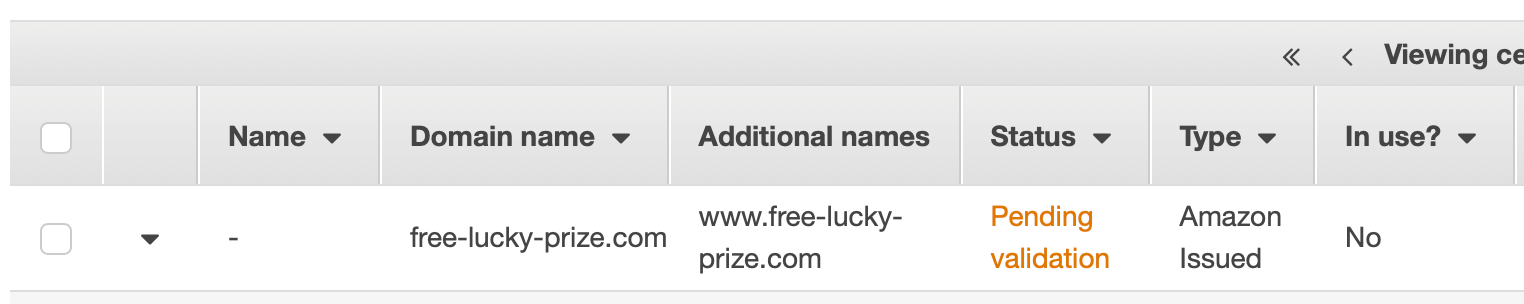 « < Viewing ce
Name Domain name Additional names Status Type In use?
- free-lucky-prize.com www.free-lucky- Pending Amazon No
prize.com validation Issued